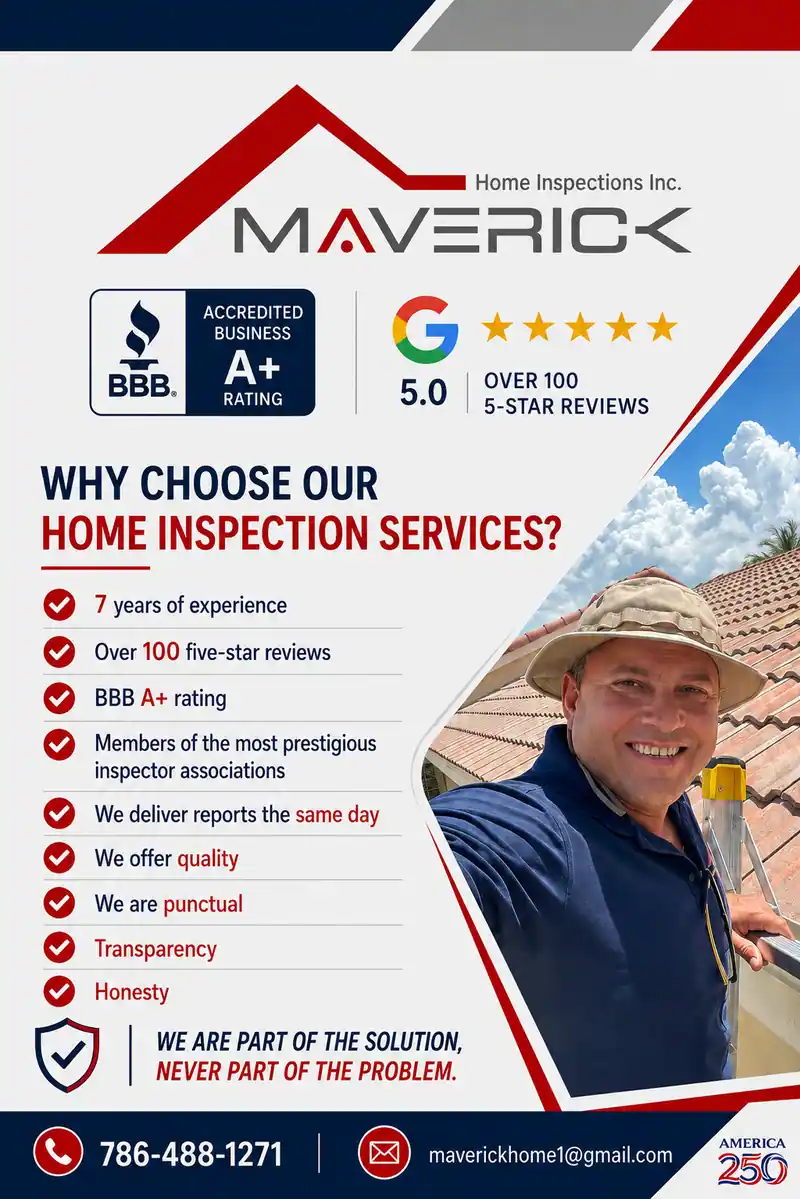 Home Inspections Inc.
MAVERICK
BBB®
ACCREDITED
BUSINESS
A+
RATING
G
5.0
OVER 100
5-STAR REVIEWS
WHY CHOOSE OUR
HOME INSPECTION SERVICES?
7 years of experience
Over 100 five-star reviews
BBB A+ rating
Members of the most prestigious
inspector associations
We deliver reports the same day
We offer quality
We are punctual
Transparency
Honesty
WE ARE PART OF THE SOLUTION,
NEVER PART OF THE PROBLEM.
786-488-1271
maverickhome1@gmail.com
AMERICA
250